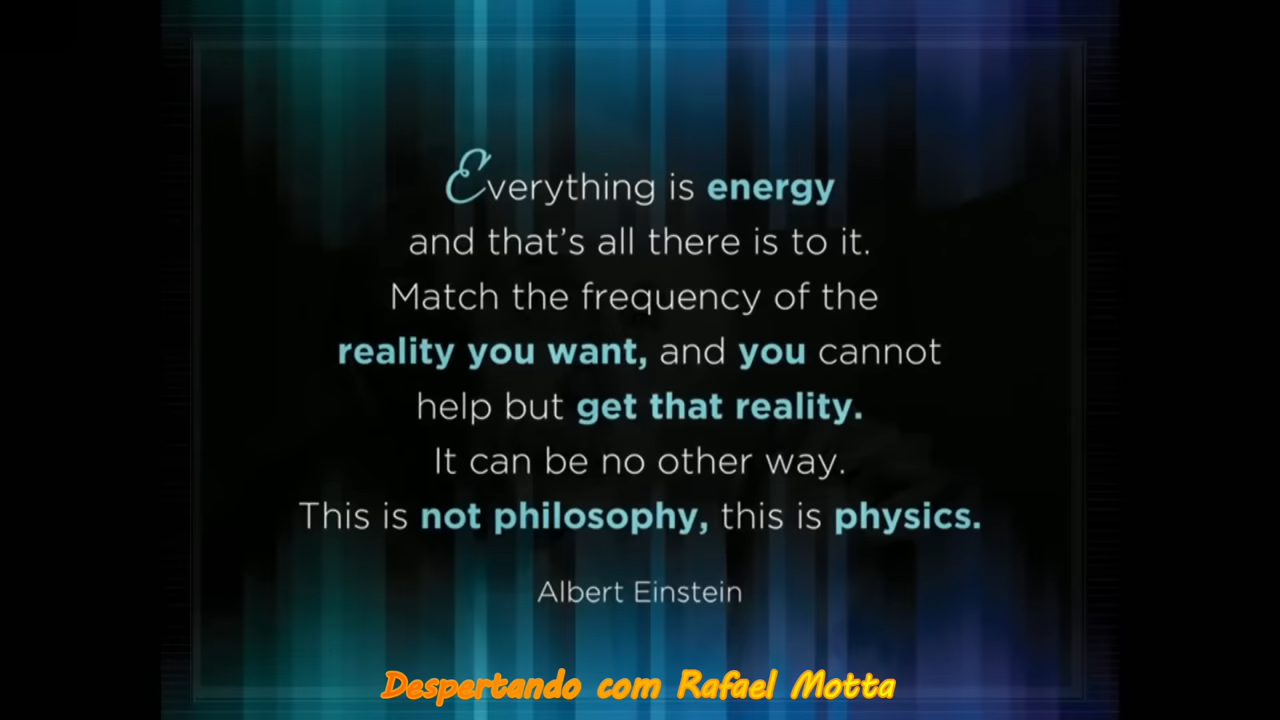 Everything is energy
and that’s all there is to it.
Match the frequency of the
reality you want, and you cannot
help but get that reality.
It can be no other way.
This is not philosophy, this is physics.
Albert Einstein
Despertando com Rafael Motta